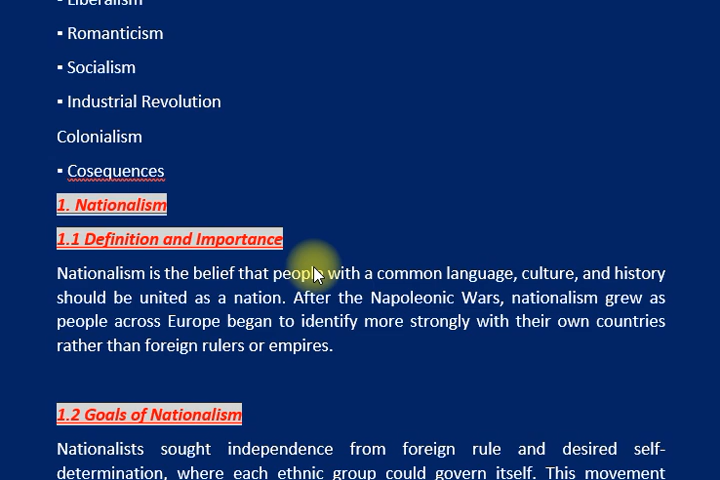 ▪ Liberalism
▪ Romanticism
▪ Socialism
▪ Industrial Revolution
Colonialism
▪ Cosequences
1. Nationalism
1.1 Definition and Importance
Nationalism is the belief that people with a common language, culture, and history
should be united as a nation. After the Napoleonic Wars, nationalism grew as
people across Europe began to identify more strongly with their own countries
rather than foreign rulers or empires.
1.2 Goals of Nationalism
Nationalists sought independence from foreign rule and desired self-
determination, where each ethnic group could govern itself. This movement